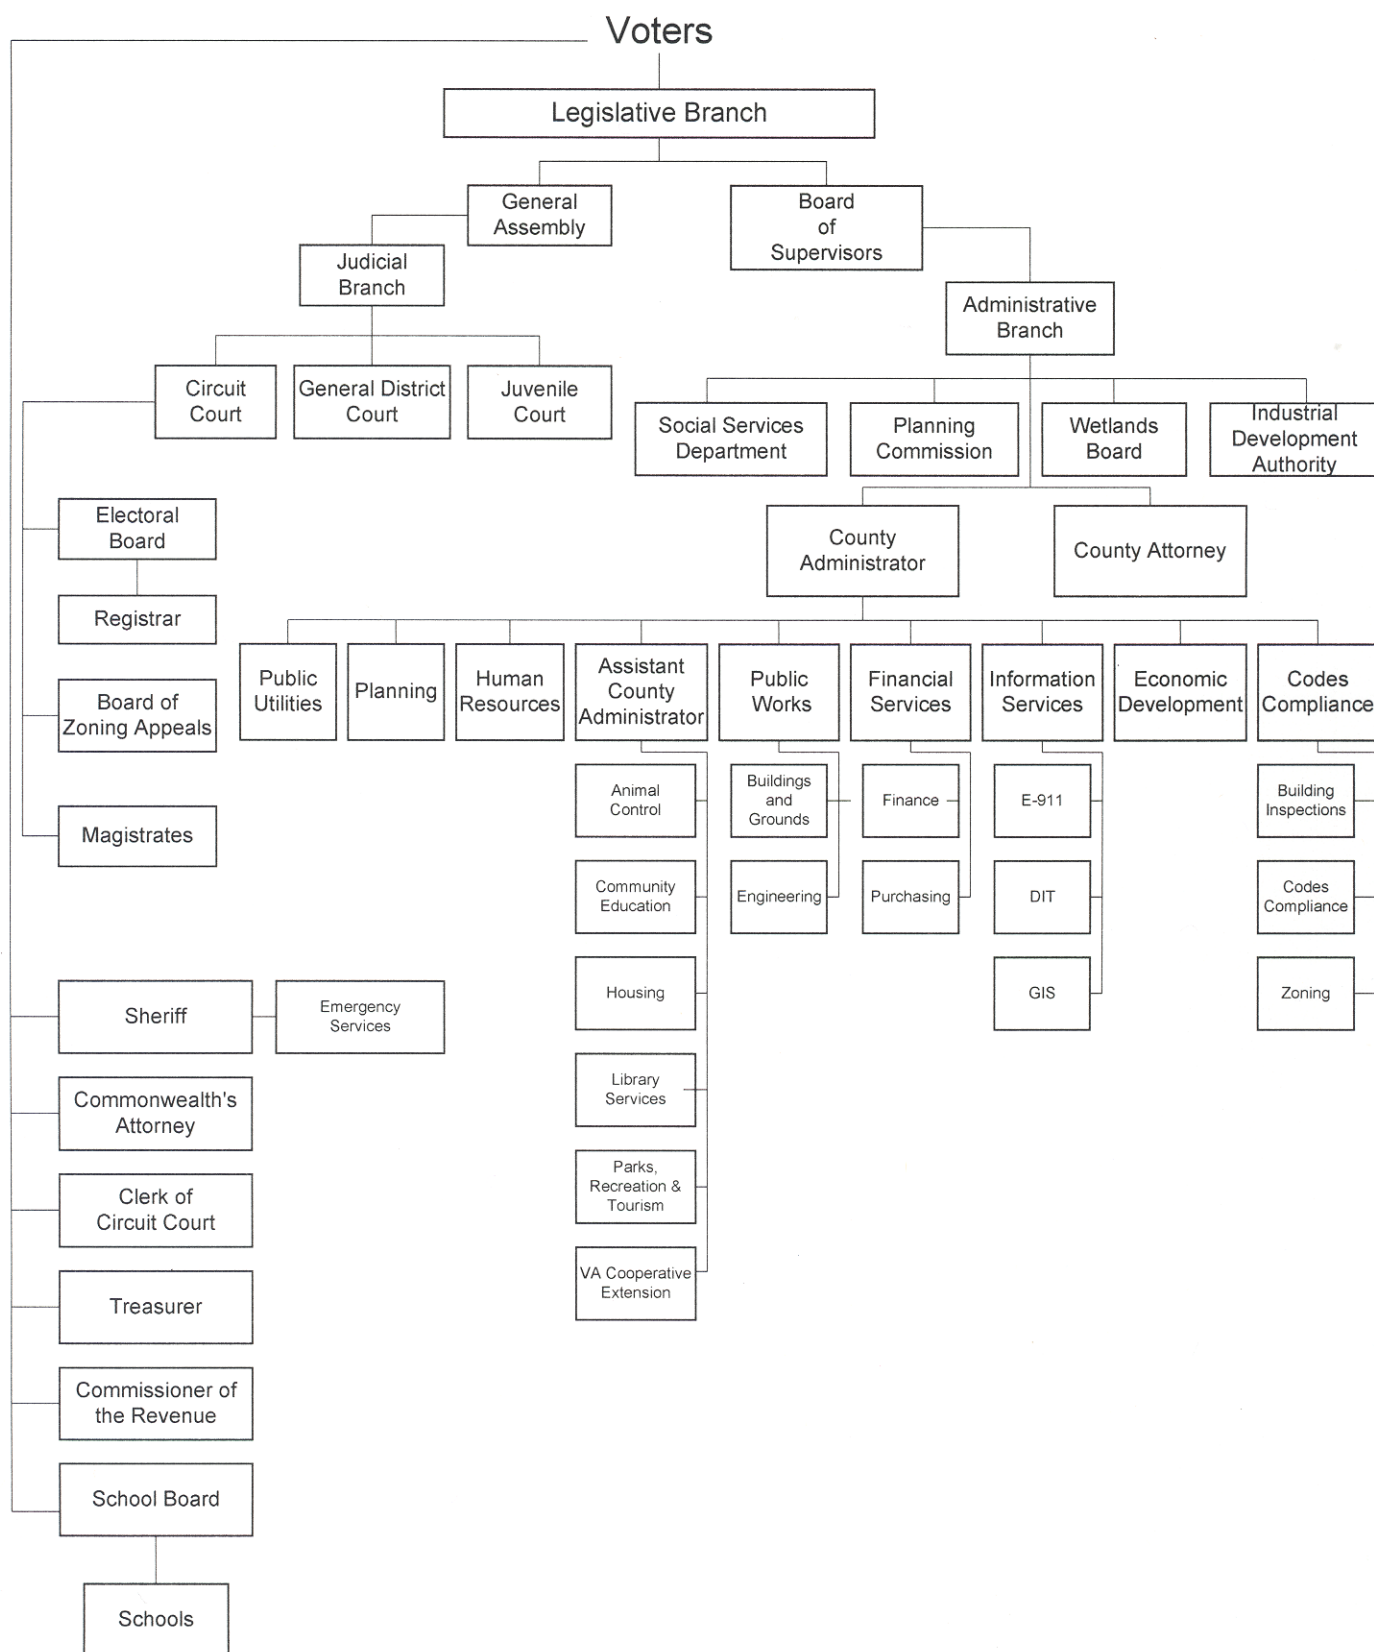 Voters
Legislative Branch
General
Assembly
Board
of
Supervisors
Judicial
Branch
Administrative
Branch
Circuit
Court
General District
Court
Juvenile
Court
Social Services
Department
Planning
Commission
Wetlands
Board
Industrial
Development
Authority
Electoral
Board
County
Administrator
County Attorney
Registrar
Public
Utilities
Planning
Human
Resources
Assistant
County
Administrator
Public
Works
Financial
Services
Information
Services
Economic
Development
Codes
Compliance
Board of
Zoning Appeals
Magistrates
Animal
Control
Buildings
and
Grounds
Finance
E-911
Building
Inspections
Community
Education
Engineering
Purchasing
DIT
Codes
Compliance
Housing
GIS
Zoning
Sheriff
Emergency
Services
Library
Services
Commonwealth's
Attorney
Parks,
Recreation &
Tourism
Clerk of
Circuit Court
VA Cooperative
Extension
Treasurer
Commissioner of
the Revenue
School Board
Schools